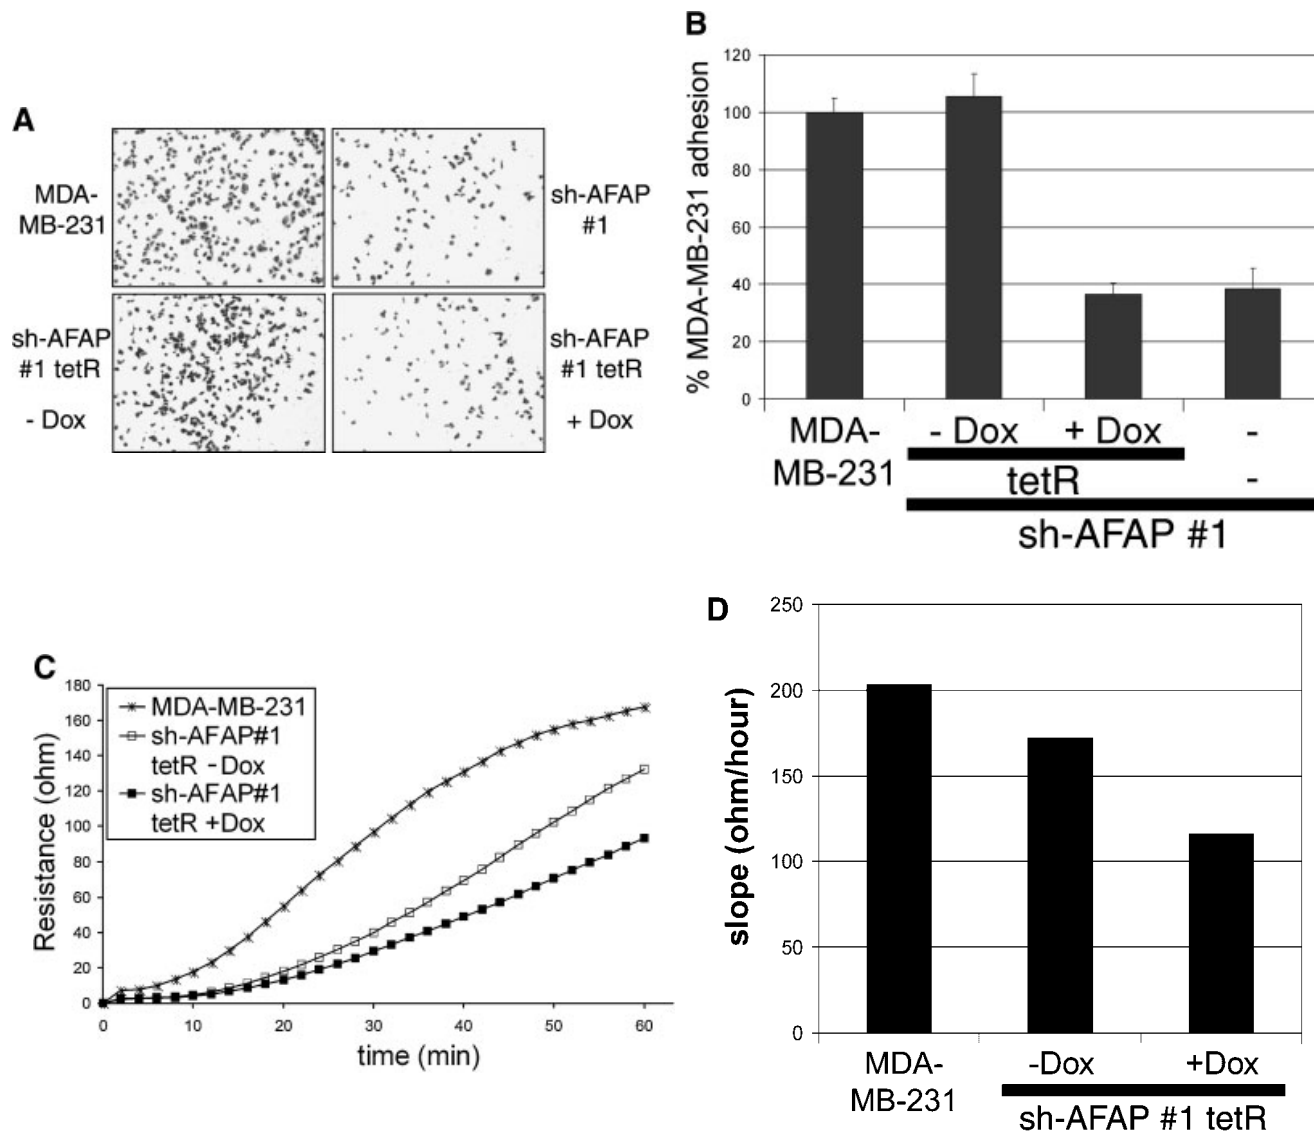 A
MDA-
MB-231
sh-AFAP
#1
sh-AFAP
#1 tetR
- Dox
sh-AFAP
#1 tetR
+ Dox
B
% MDA-MB-231 adhesion
120
100
80
60
40
20
0
MDA-
MB-231
- Dox
+ Dox
-
tetR
-
sh-AFAP #1
C
Resistance (ohm)
180
160
140
120
100
80
60
40
20
0
MDA-MB-231
sh-AFAP#1
tetR -Dox
sh-AFAP#1
tetR +Dox
0 10 20 30 40 50 60
time (min)
D
slope (ohm/hour)
250
200
150
100
50
0
MDA-
MB-231
-Dox
+Dox
sh-AFAP #1 tetR